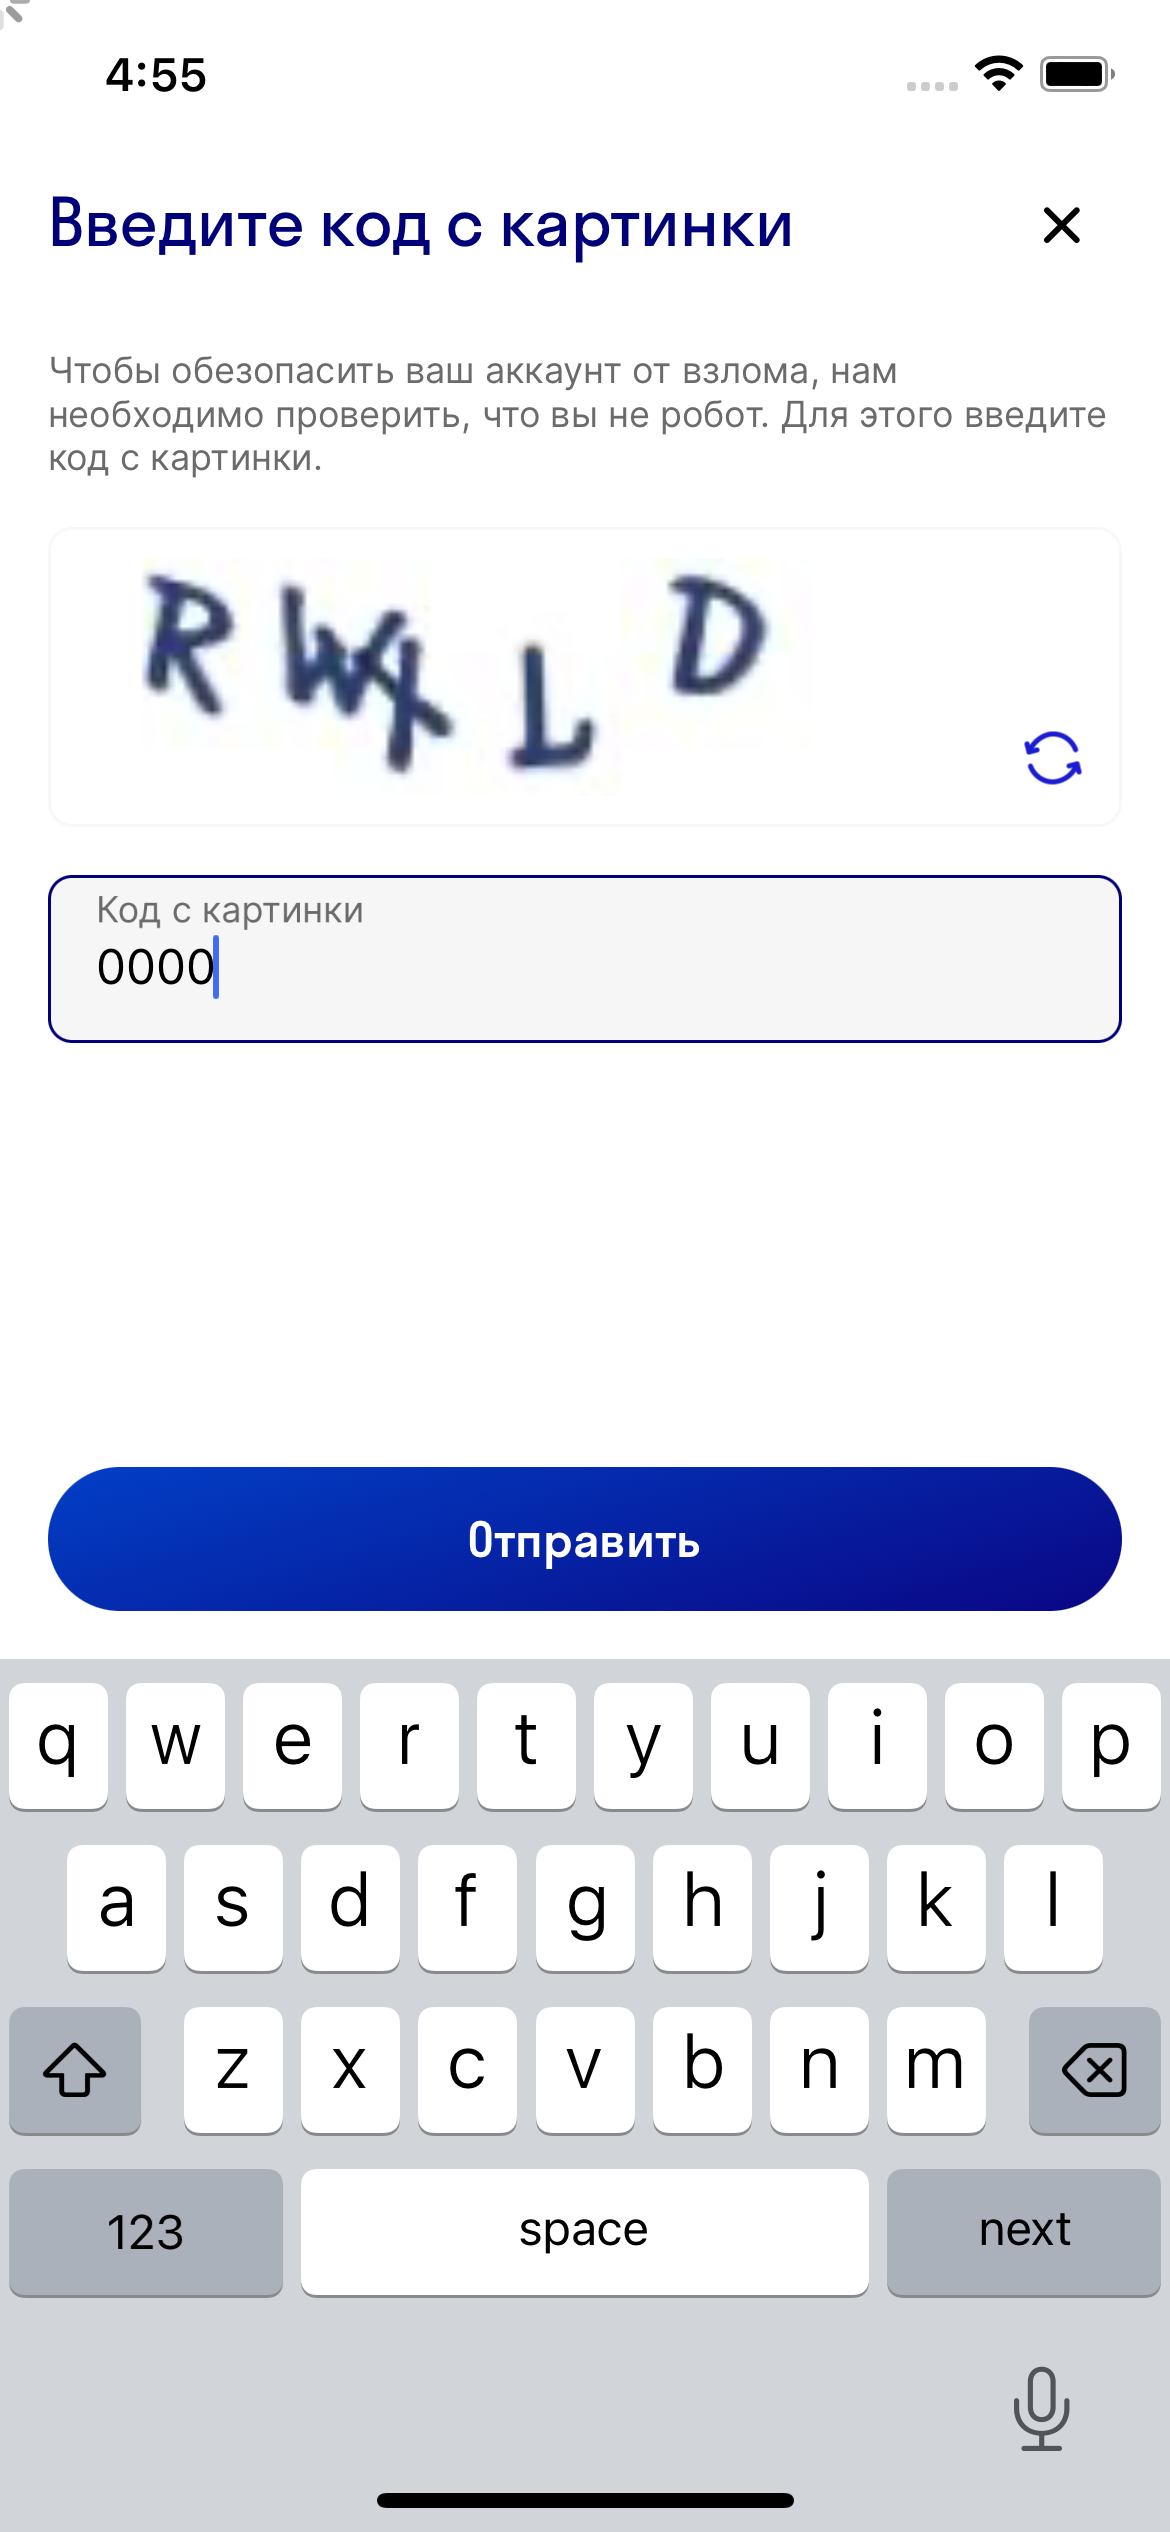 4:55
Введите код с картинки
Чтобы обезопасить ваш аккаунт от взлома, нам
необходимо проверить, что вы не робот. Для этого введите
код с картинки.
Код с картинки
0000
Отправить
q w e r t y u i o p
a s d f g h j k l
z x c v b n m
123 space next